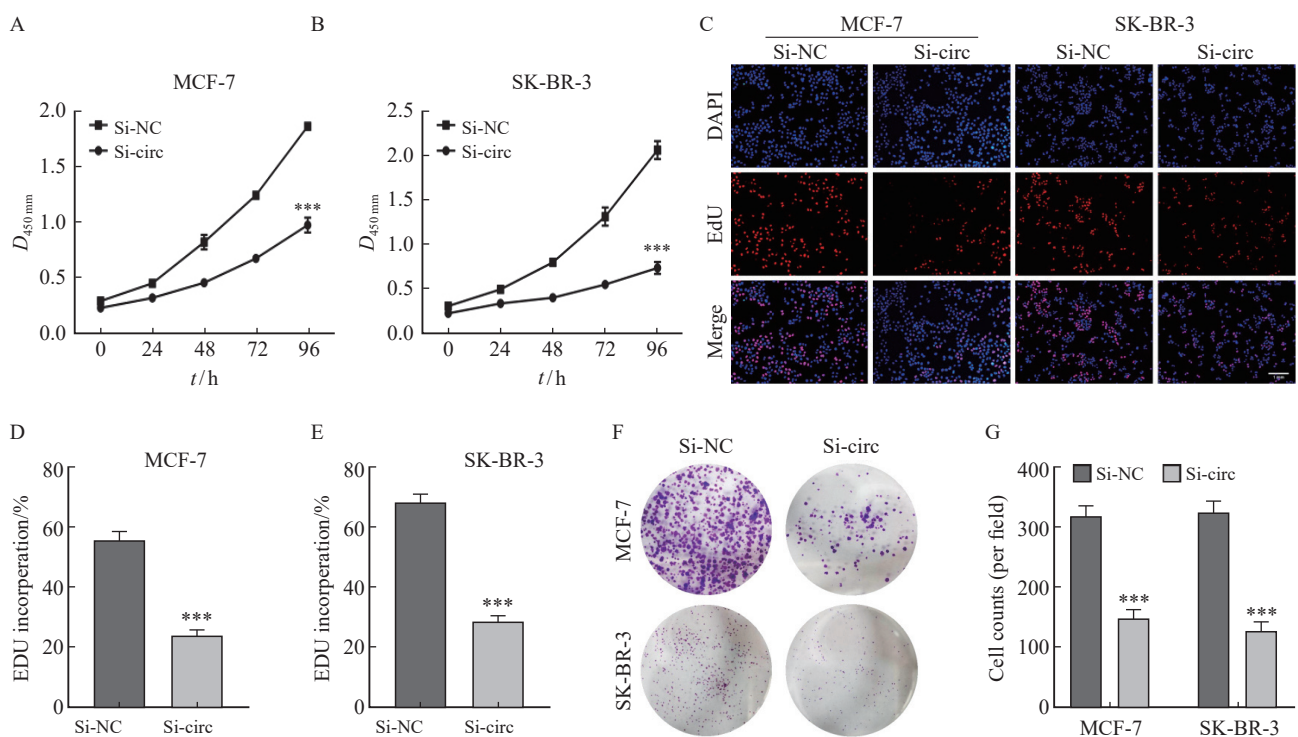 A
MCF-7
2.0
1.5
1.0
0.5
0.0
D450 mm
Si-NC
Si-circ
***
0 24 48 72 96
t/h
B
SK-BR-3
2.5
2.0
1.5
1.0
0.5
0.0
D450 mm
Si-NC
Si-circ
***
0 24 48 72 96
t/h
C
MCF-7 SK-BR-3
Si-NC Si-circ Si-NC Si-circ
DAPI
EdU
Merge
D
MCF-7
80
60
40
20
0
EDU incorperation/%
***
Si-NC Si-circ
E
SK-BR-3
80
60
40
20
0
EDU incorperation/%
***
Si-NC Si-circ
F
Si-NC Si-circ
MCF-7
SK-BR-3
G
Si-NC Si-circ
400
300
200
100
0
Cell counts (per field)
*** ***
MCF-7 SK-BR-3